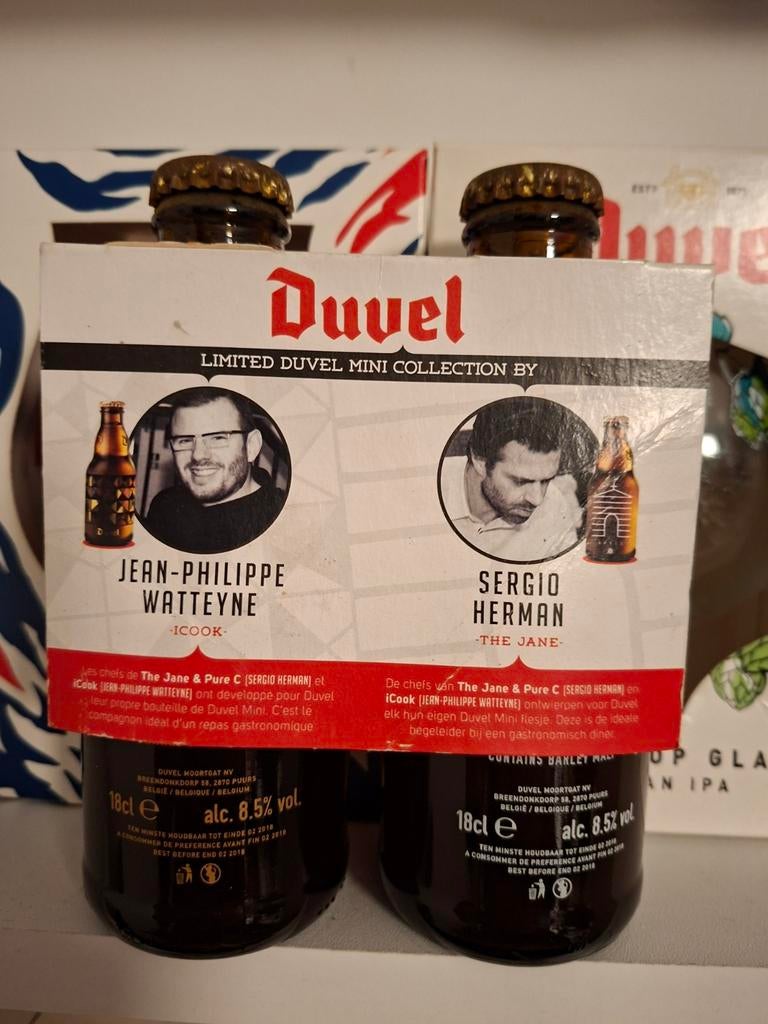 ESTD 1871
Duvel
Duvel
LIMITED DUVEL MINI COLLECTION BY
JEAN-PHILIPPE
WATTEYNE
-ICOOK-
SERGIO
HERMAN
-THE JANE-
Les chefs de The Jane & Pure C (SERGIO HERMAN) et
iCook (JEAN-PHILIPPE WATTEYNE) ont développé pour Duvel
leur propre bouteille de Duvel Mini. C'est le
compagnon idéal d'un repas gastronomique
De chefs van The Jane & Pure C (SERGIO HERMAN) en
iCook (JEAN-PHILIPPE WATTEYNE) ontwierpen voor Duvel
elk hun eigen Duvel Mini flesje. Deze is de ideale
begeleider bij een gastronomisch diner.
DUVEL MOORTGAT NV
BREENDONKDORP 58, 2870 PUURS
BELGIË / BELGIQUE / BELGIUM
18cl e alc. 8.5% vol.
TEN MINSTE HOUDBAAR TOT EINDE 02 2018
A CONSOMMER DE PREFERENCE AVANT FIN 02 2018
BEST BEFORE END 02 2018
CONTAINS BARLEY MALT
DUVEL MOORTGAT NV
BREENDONKDORP 58, 2870 PUURS
BELGIË / BELGIQUE / BELGIUM
18cl e alc. 8.5% vol.
TEN MINSTE HOUDBAAR TOT EINDE 02 2018
A CONSOMMER DE PREFERENCE AVANT FIN 02 2018
BEST BEFORE END 02 2018
OP GLA
AN IPA